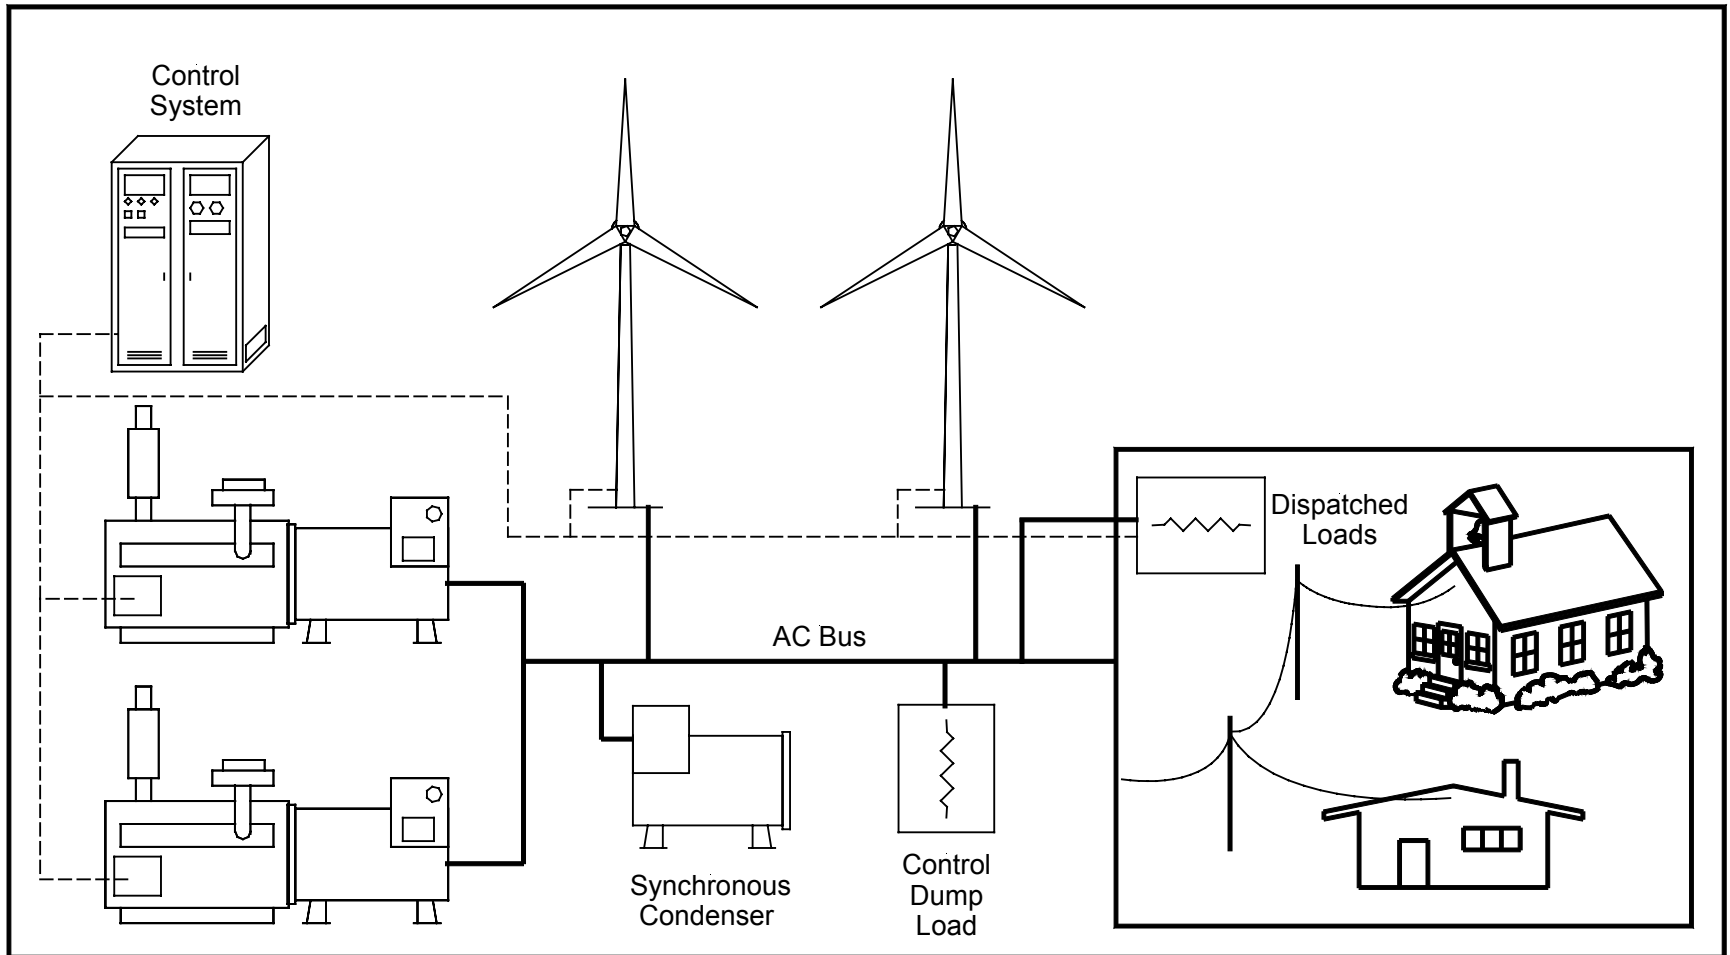 Control
System
Dispatched
Loads
AC Bus
Synchronous
Condenser
Control
Dump
Load